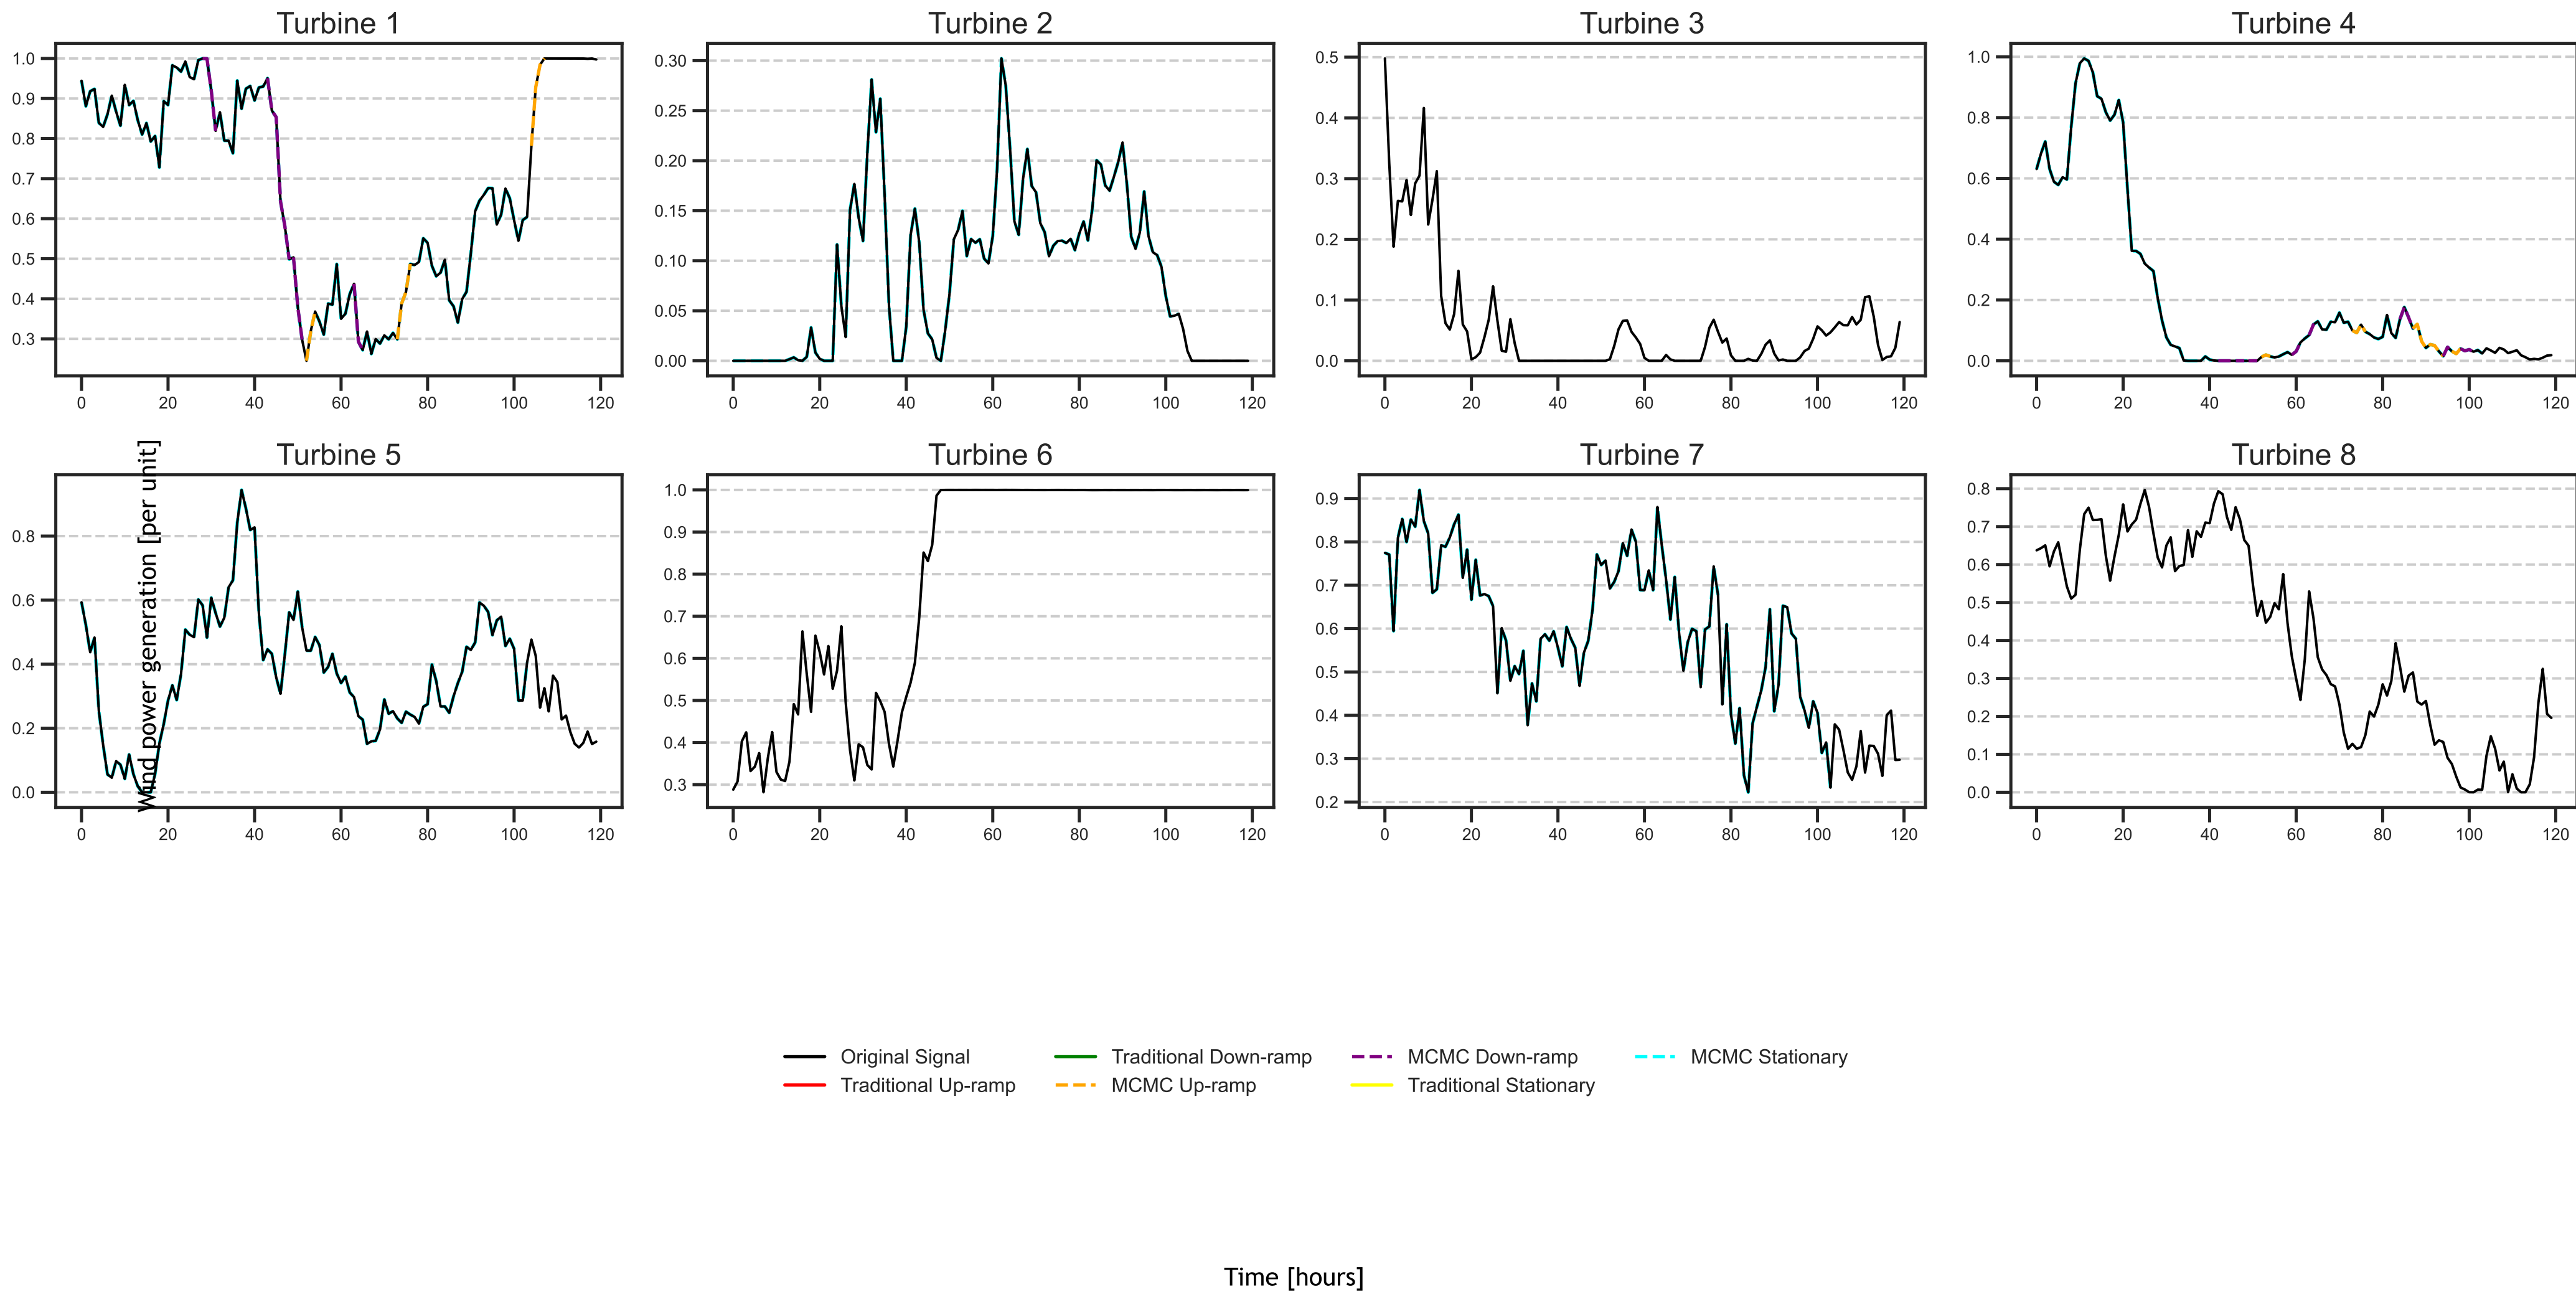 Turbine 1
1.0
0.9
0.8
0.7
0.6
0.5
0.4
0.3
0 20 40 60 80 100 120
Turbine 2
0.30
0.25
0.20
0.15
0.10
0.05
0.00
0 20 40 60 80 100 120
Turbine 3
0.5
0.4
0.3
0.2
0.1
0.0
0 20 40 60 80 100 120
Turbine 4
1.0
0.8
0.6
0.4
0.2
0.0
0 20 40 60 80 100 120
Wind power generation [per unit]
Turbine 5
0.8
0.6
0.4
0.2
0.0
0 20 40 60 80 100 120
Turbine 6
1.0
0.9
0.8
0.7
0.6
0.5
0.4
0.3
0 20 40 60 80 100 120
Turbine 7
0.9
0.8
0.7
0.6
0.5
0.4
0.3
0.2
0 20 40 60 80 100 120
Turbine 8
0.8
0.7
0.6
0.5
0.4
0.3
0.2
0.1
0.0
0 20 40 60 80 100 120
Original Signal Traditional Down-ramp MCMC Down-ramp MCMC Stationary
Traditional Up-ramp MCMC Up-ramp Traditional Stationary
Time [hours]